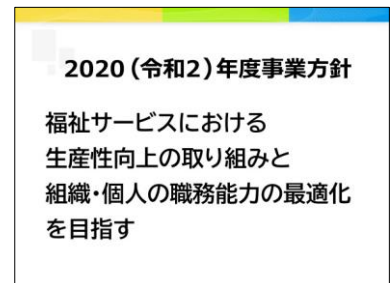 2020(令和2)年度事業方針
福祉サービスにおける
生産性向上の取り組みと
組織・個人の職務能力の最適化
を目指す